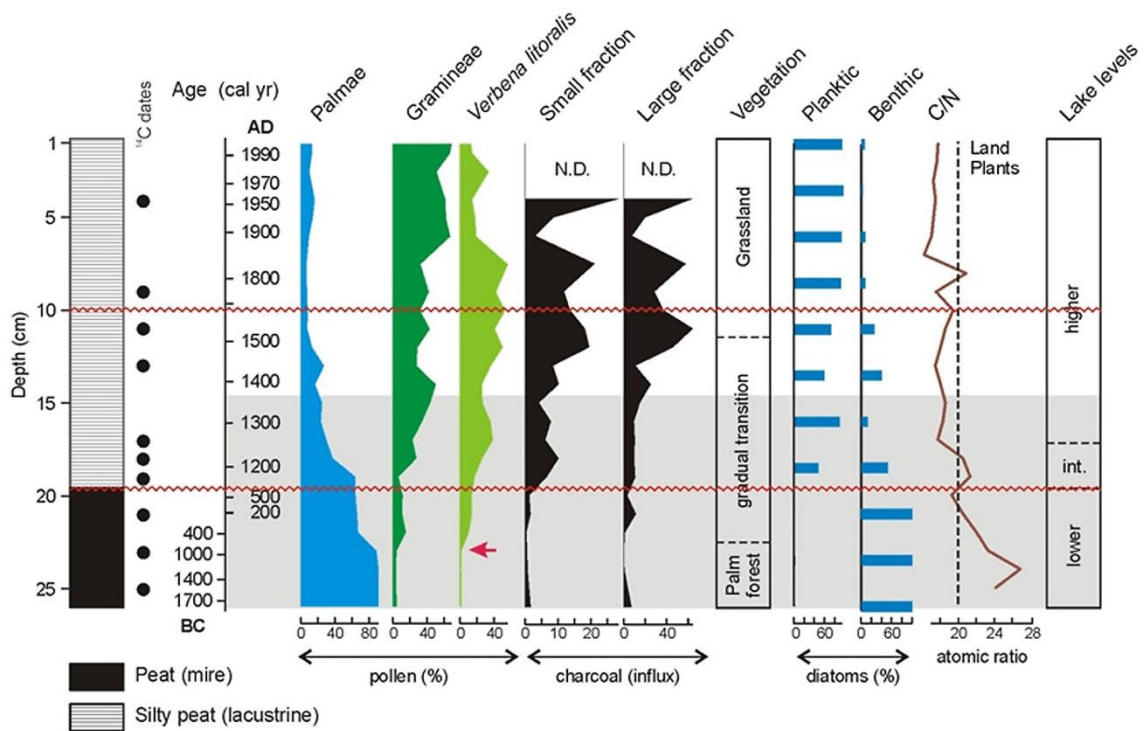 ¹⁴C dates
Age (cal yr)
Palmae
Gramineae
Verbena litoralis
Small fraction
Large fraction
Vegetation
Planktic
Benthic
C/N
Lake levels
AD
Land
Plants
N.D.
N.D.
Depth (cm)
1
5
10
15
20
25
1990
1970
1950
1900
1800
1500
1400
1300
1200
500
200
400
1000
1400
1700
BC
Grassland
gradual transition
Palm
forest
higher
int.
lower
0 40 80
0 40
0 40
0 20
0 40
0 60
0 60
20 24 28
pollen (%)
charcoal (influx)
diatoms (%)
atomic ratio
Peat (mire)
Silty peat (lacustrine)